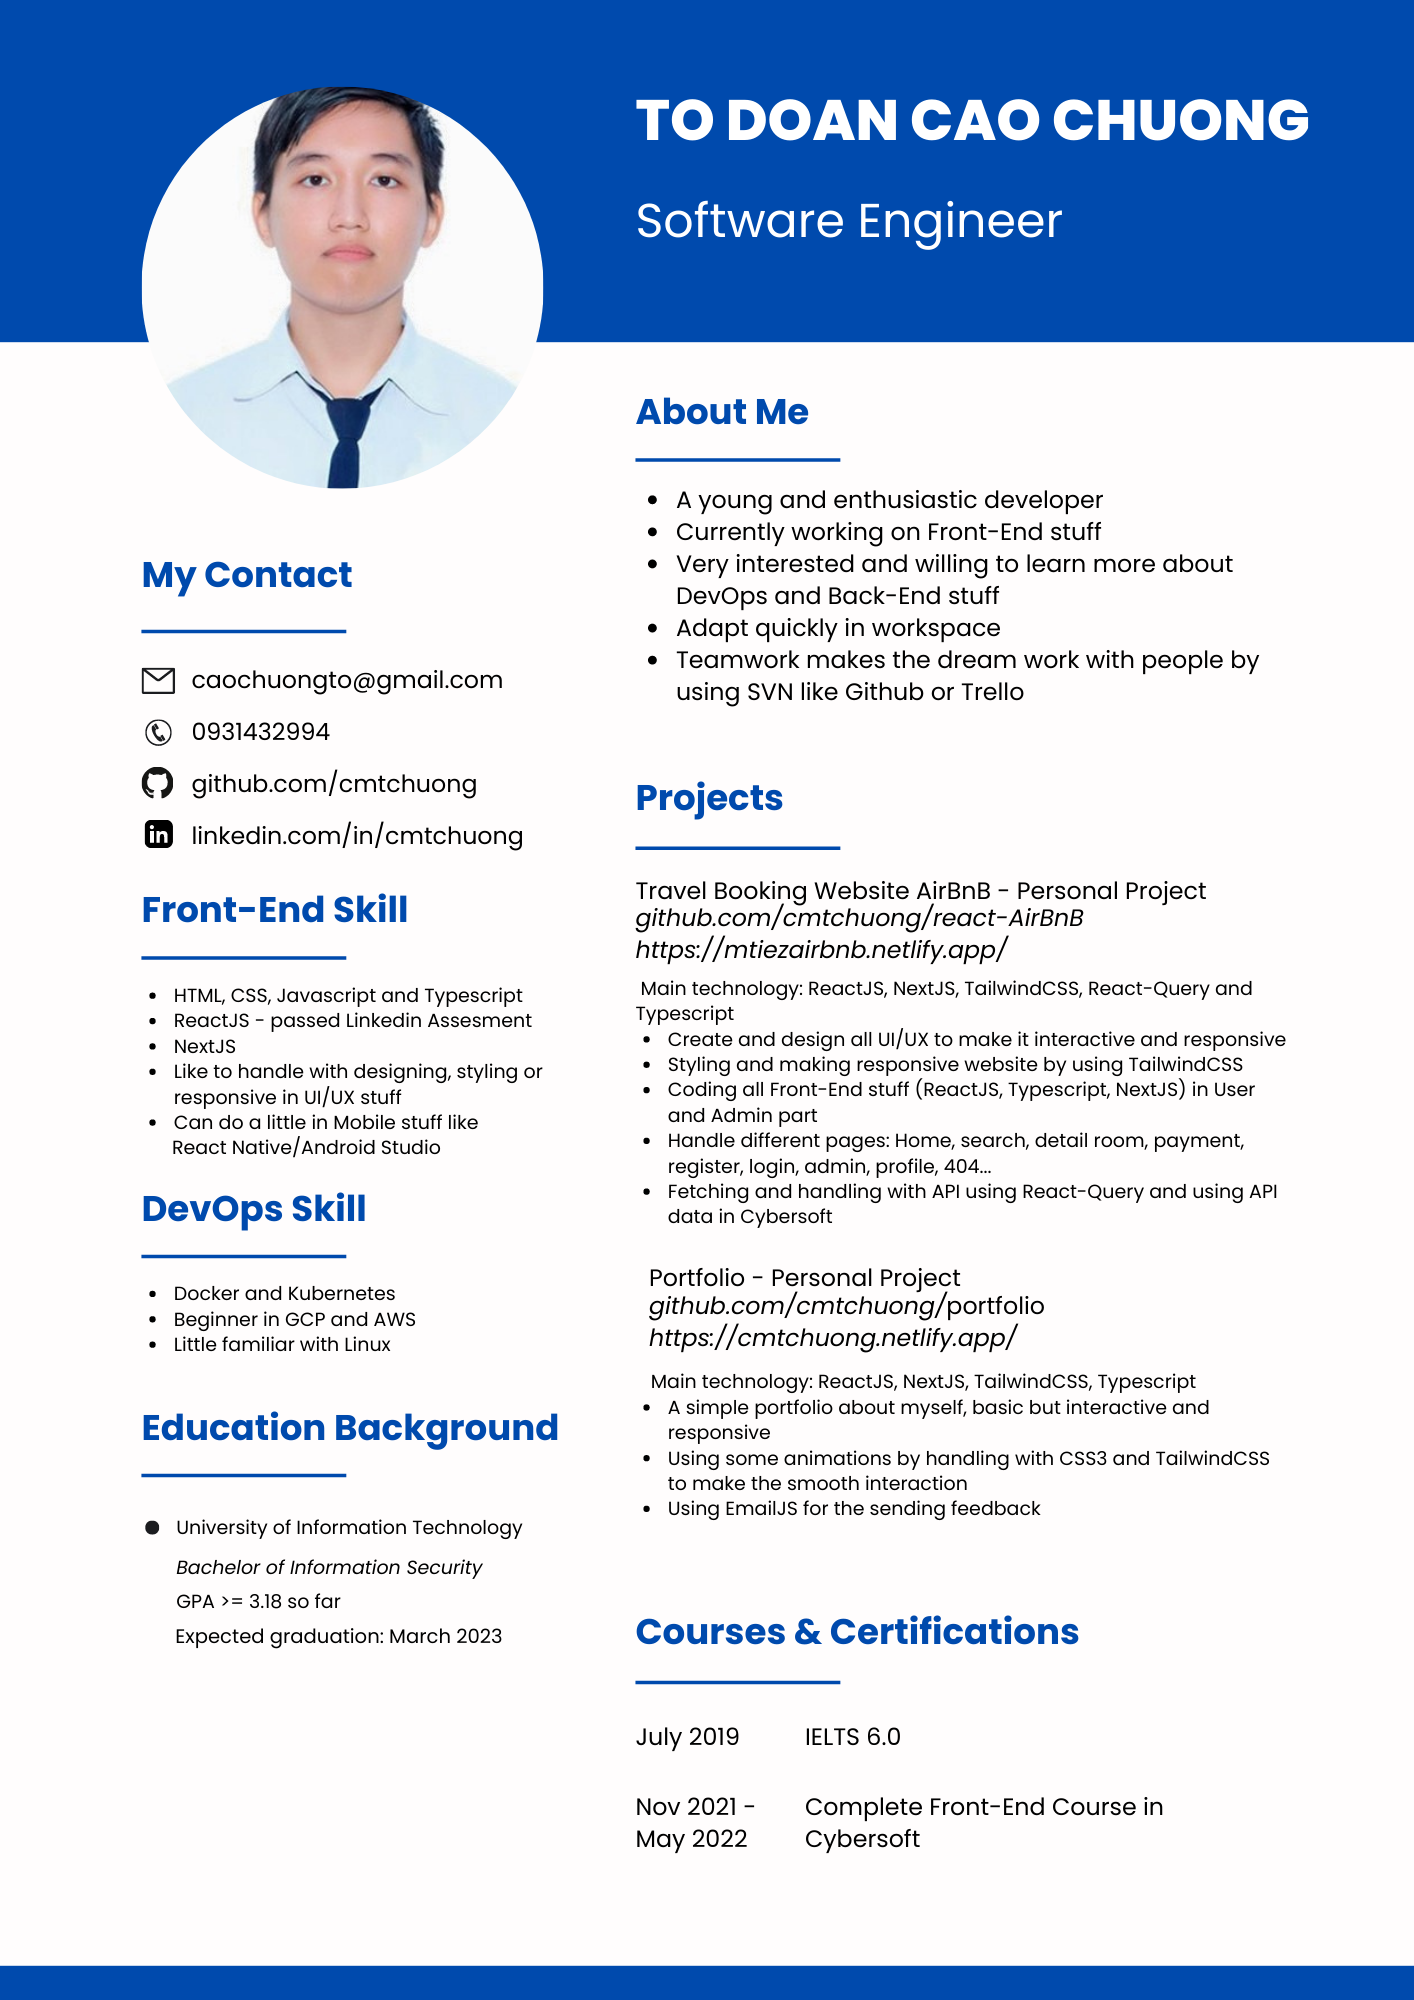 TO DOAN CAO CHUONG
Software Engineer
My Contact
caochuongto@gmail.com
0931432994
github.com/cmtchuong
linkedin.com/in/cmtchuong
Front-End Skill
• HTML, CSS, Javascript and Typescript
• ReactJS - passed Linkedin Assesment
• NextJS
• Like to handle with designing, styling or
responsive in UI/UX stuff
• Can do a little in Mobile stuff like
React Native/Android Studio
DevOps Skill
• Docker and Kubernetes
• Beginner in GCP and AWS
• Little familiar with Linux
Education Background
• University of Information Technology
Bachelor of Information Security
GPA >= 3.18 so far
Expected graduation: March 2023
About Me
• A young and enthusiastic developer
• Currently working on Front-End stuff
• Very interested and willing to learn more about
DevOps and Back-End stuff
• Adapt quickly in workspace
• Teamwork makes the dream work with people by
using SVN like Github or Trello
Projects
Travel Booking Website AirBnB - Personal Project
github.com/cmtchuong/react-AirBnB
https://mtiezairbnb.netlify.app/
Main technology: ReactJS, NextJS, TailwindCSS, React-Query and
Typescript
• Create and design all UI/UX to make it interactive and responsive
• Styling and making responsive website by using TailwindCSS
• Coding all Front-End stuff (ReactJS, Typescript, NextJS) in User
and Admin part
• Handle different pages: Home, search, detail room, payment,
register, login, admin, profile, 404...
• Fetching and handling with API using React-Query and using API
data in Cybersoft
Portfolio - Personal Project
github.com/cmtchuong/portfolio
https://cmtchuong.netlify.app/
Main technology: ReactJS, NextJS, TailwindCSS, Typescript
• A simple portfolio about myself, basic but interactive and
responsive
• Using some animations by handling with CSS3 and TailwindCSS
to make the smooth interaction
• Using EmailJS for the sending feedback
Courses & Certifications
July 2019 IELTS 6.0
Nov 2021 - Complete Front-End Course in
May 2022 Cybersoft